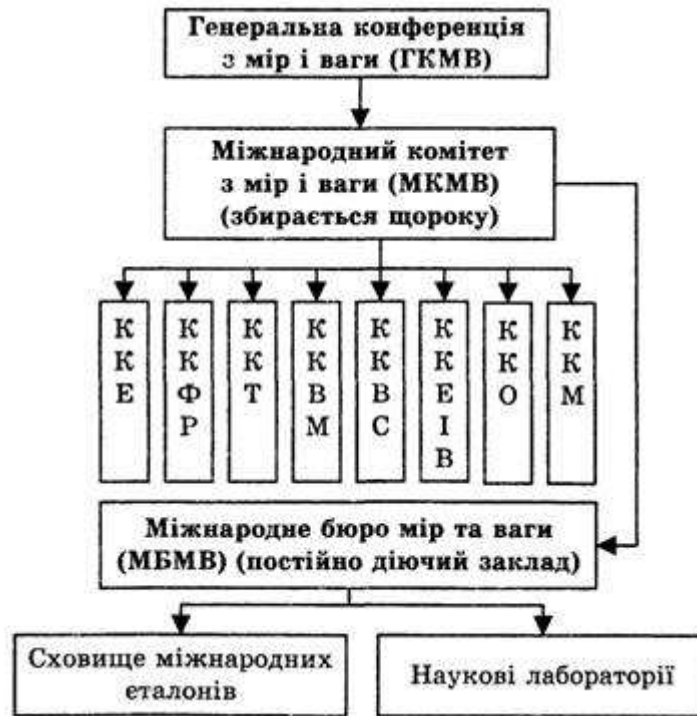 Генеральна конференція
з мір і ваги (ГКМВ)
Міжнародний комітет
з мір і ваги (МКМВ)
(збирається щороку)
ККЕ
ККФР
ККТ
ККВМ
ККВС
ККЕІВ
ККО
ККМ
Міжнародне бюро мір та ваги
(МБМВ) (постійно діючий заклад)
Сховище міжнародних
еталонів
Наукові лабораторії